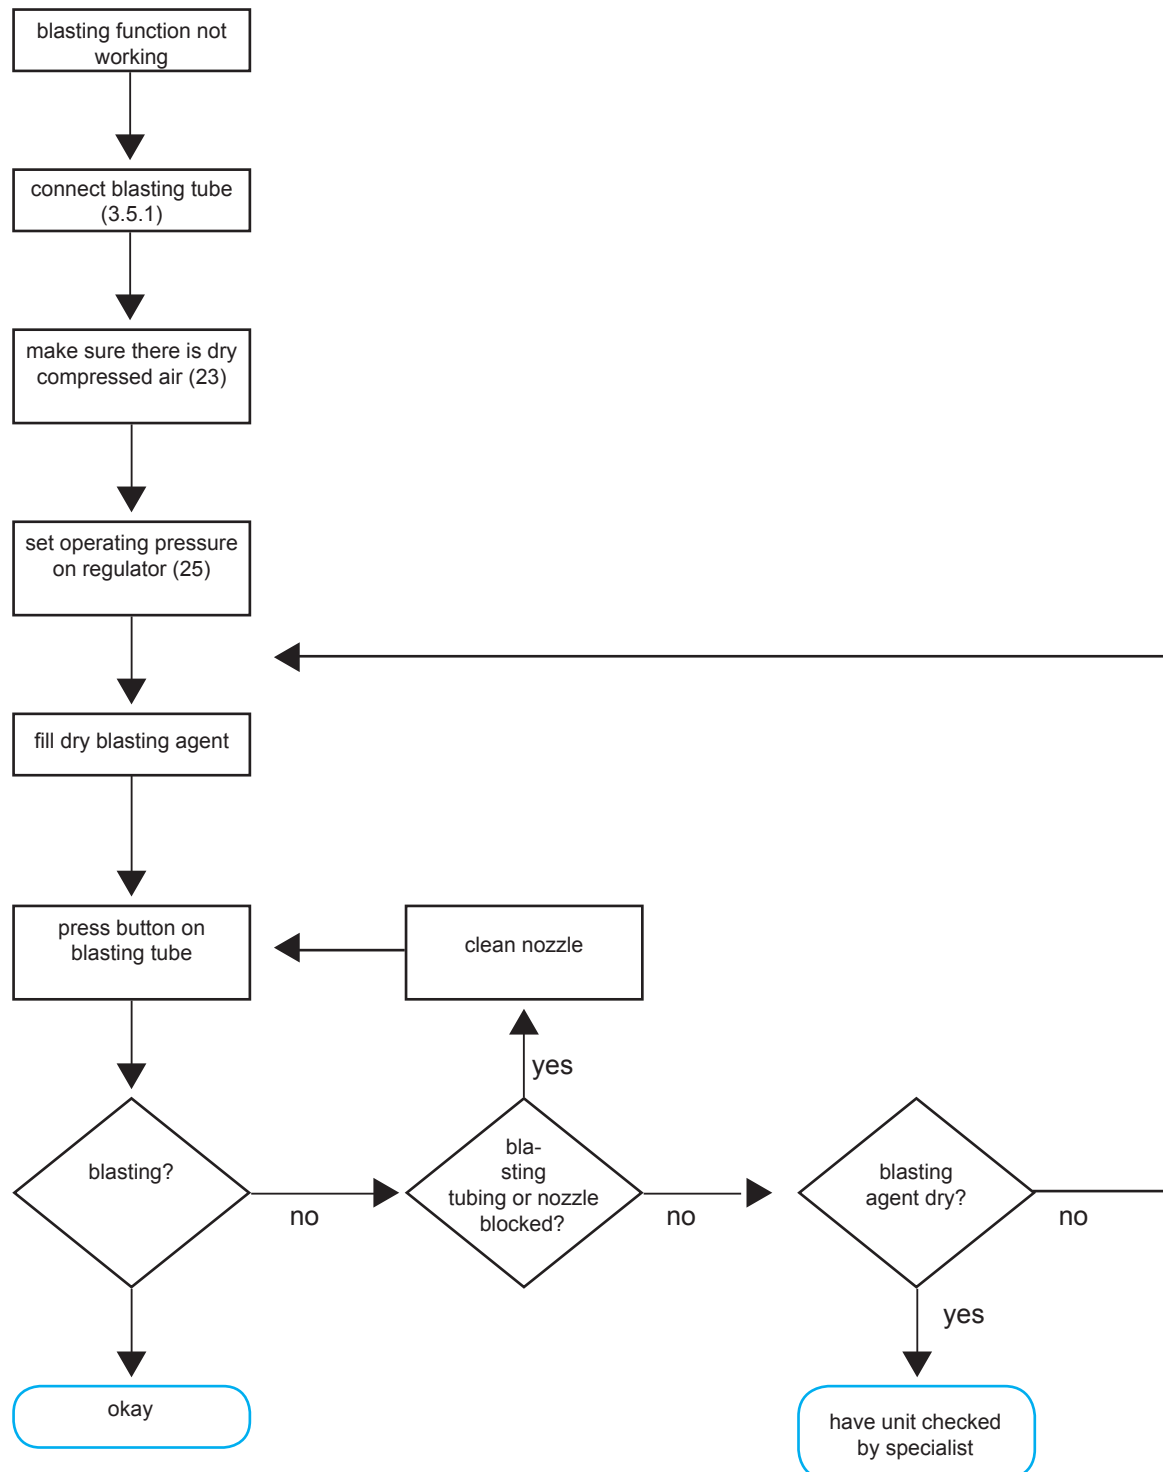 blasting function not
working
connect blasting tube
(3.5.1)
make sure there is dry
compressed air (23)
set operating pressure
on regulator (25)
fill dry blasting agent
press button on
blasting tube
clean nozzle
yes
blasting?
no
bla-
sting
tubing or nozzle
blocked?
no
blasting
agent dry?
no
yes
okay
have unit checked
by specialist